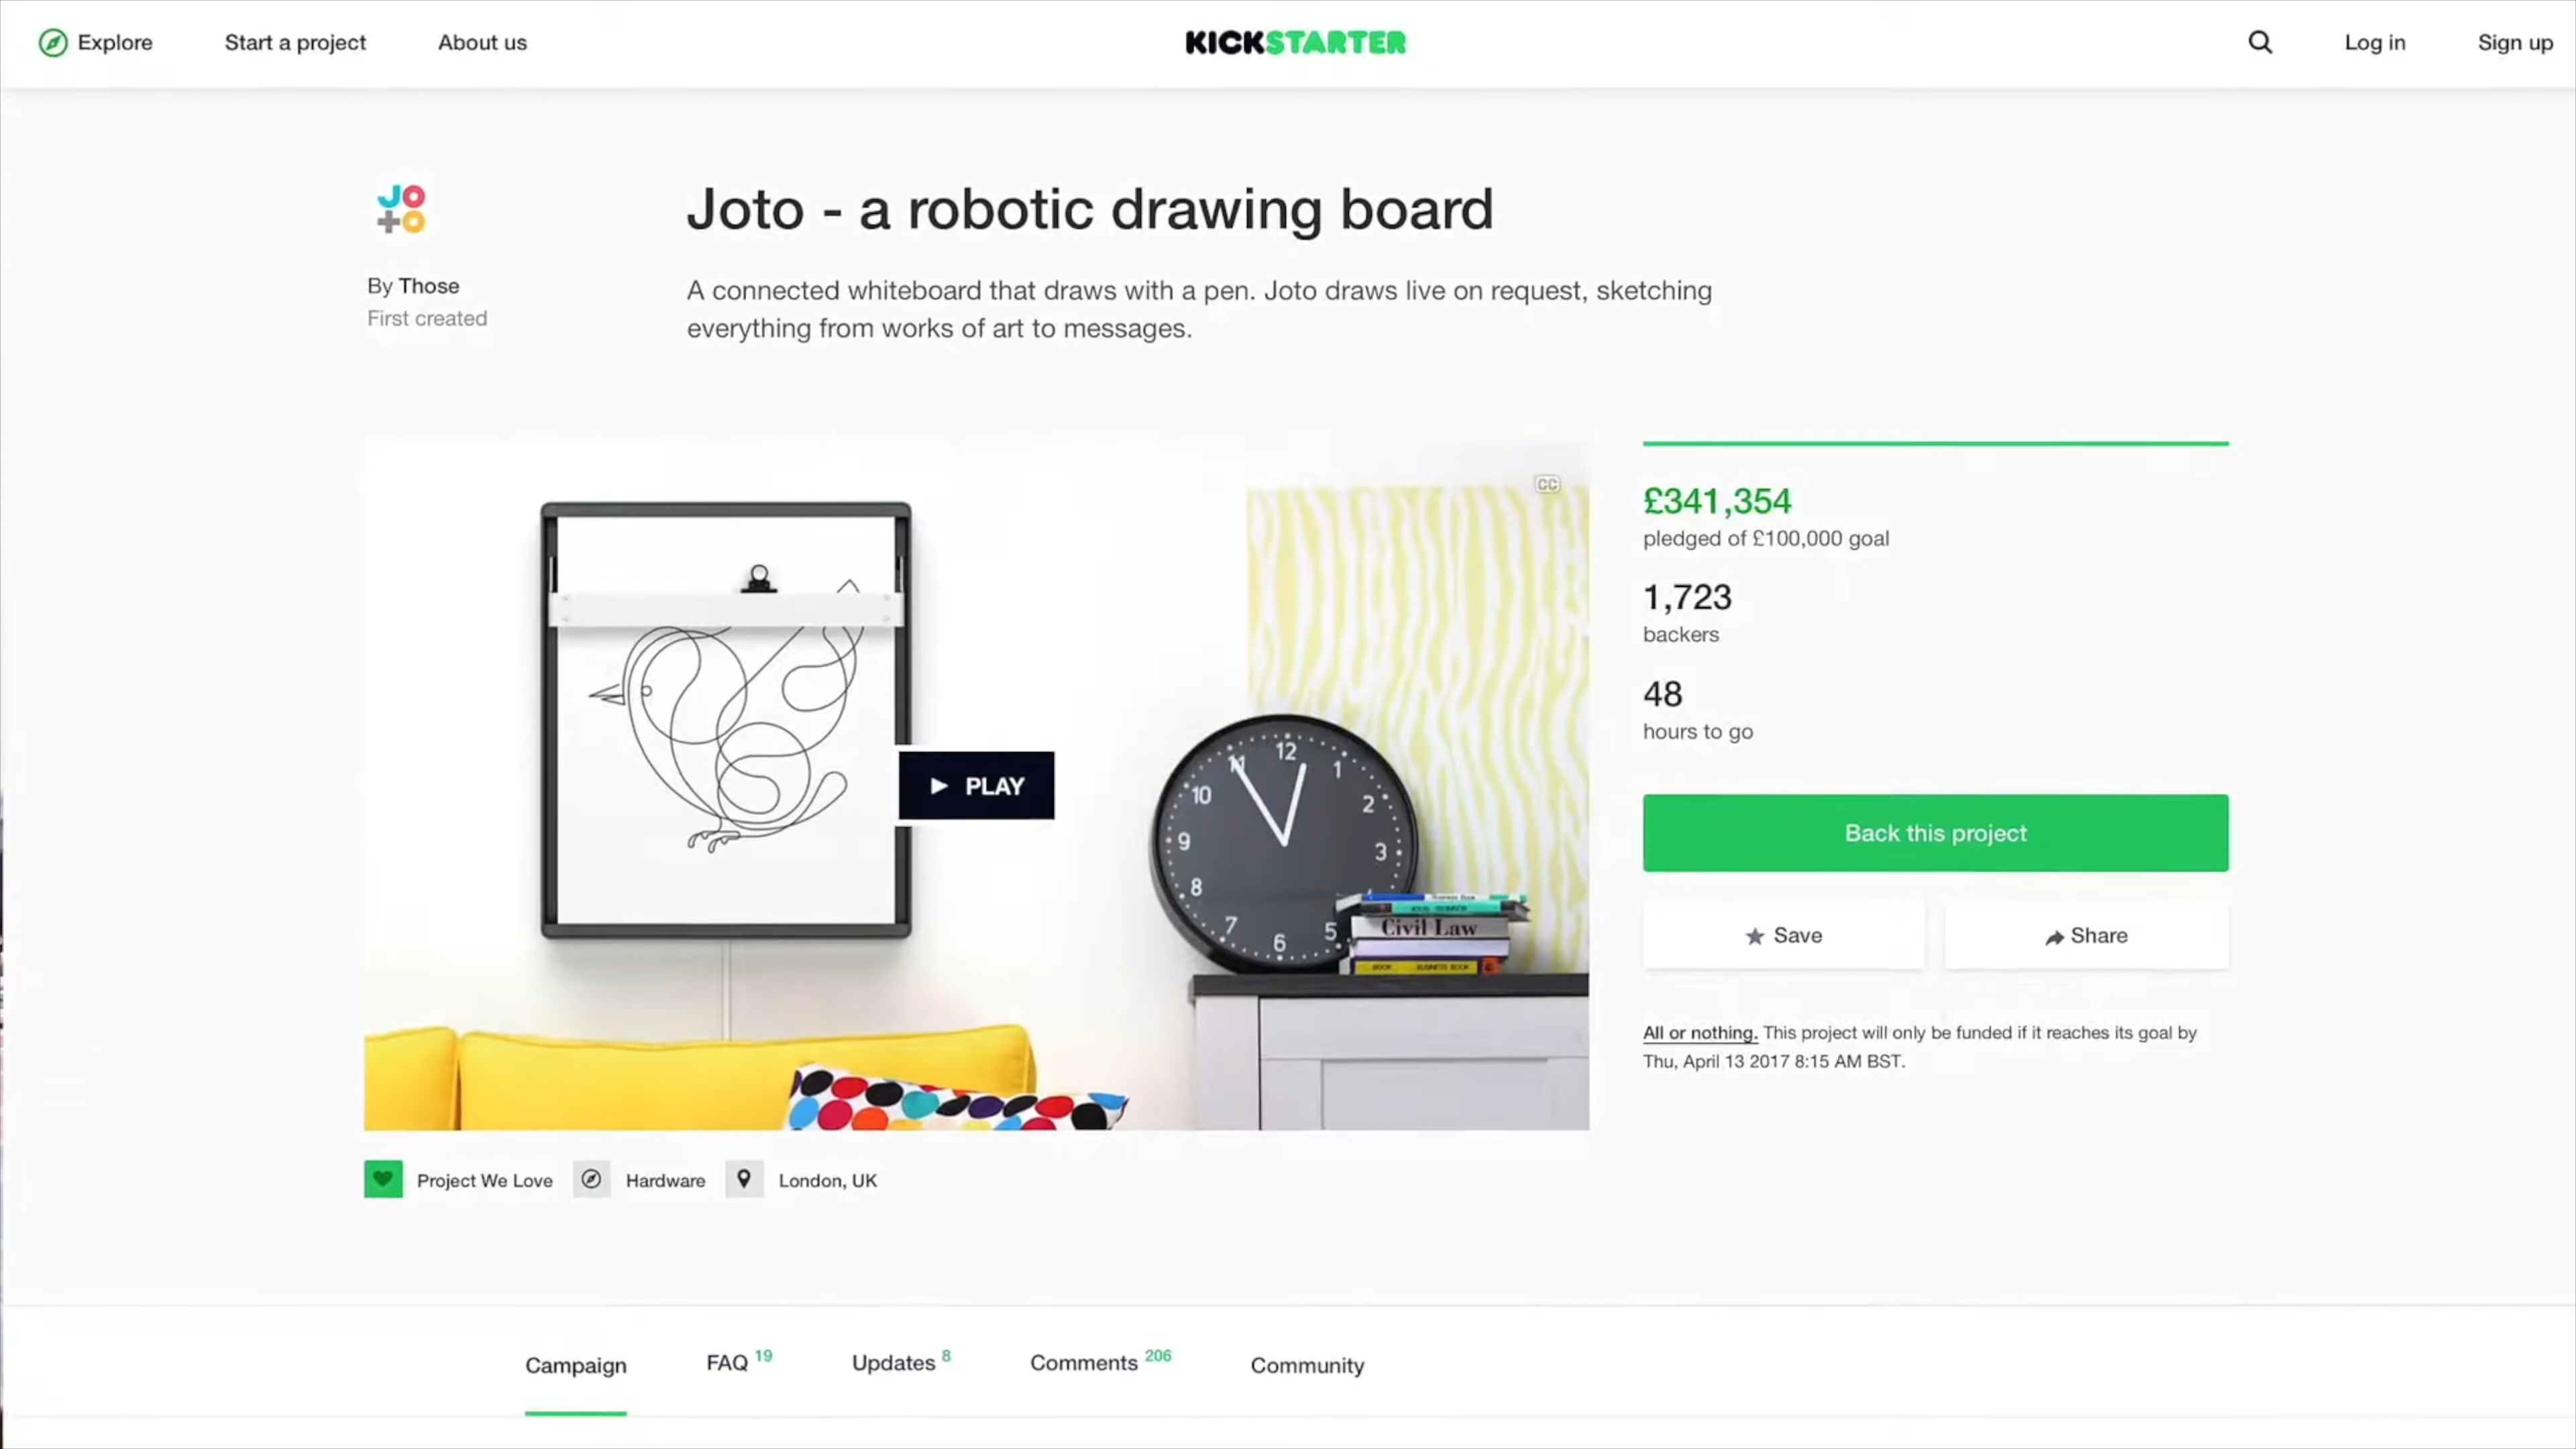 Explore
Start a project
About us
KICKSTARTER
Log in
Sign up
JO
TO
By Those
First created
Joto - a robotic drawing board
A connected whiteboard that draws with a pen. Joto draws live on request, sketching
everything from works of art to messages.
CC
PLAY
12
11
1
10
2
9
3
8
7
5
6
Civil Law
BOOK
BUSINESS BOOK
£341,354
pledged of £100,000 goal
1,723
backers
48
hours to go
Back this project
Save
Share
All or nothing. This project will only be funded if it reaches its goal by
Thu, April 13 2017 8:15 AM BST.
Project We Love
Hardware
London, UK
Campaign
FAQ 19
Updates 8
Comments 206
Community